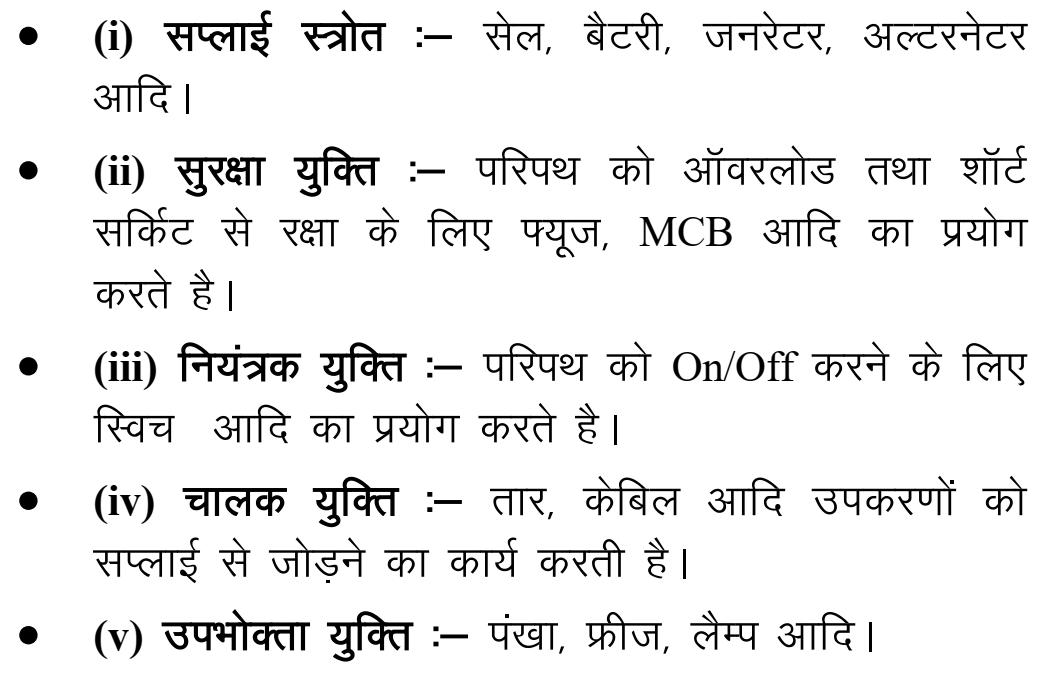 • (i) सप्लाई स्त्रोत :– सेल, बैटरी, जनरेटर, अल्टरनेटर
आदि।
• (ii) सुरक्षा युक्ति :– परिपथ को ऑवरलोड तथा शॉर्ट
सर्किट से रक्षा के लिए फ्यूज, MCB आदि का प्रयोग
करते है।
• (iii) नियंत्रक युक्ति :– परिपथ को On/Off करने के लिए
स्विच आदि का प्रयोग करते है।
• (iv) चालक युक्ति :– तार, केबिल आदि उपकरणों को
सप्लाई से जोड़ने का कार्य करती है।
• (v) उपभोक्ता युक्ति :– पंखा, फ्रीज, लैम्प आदि।